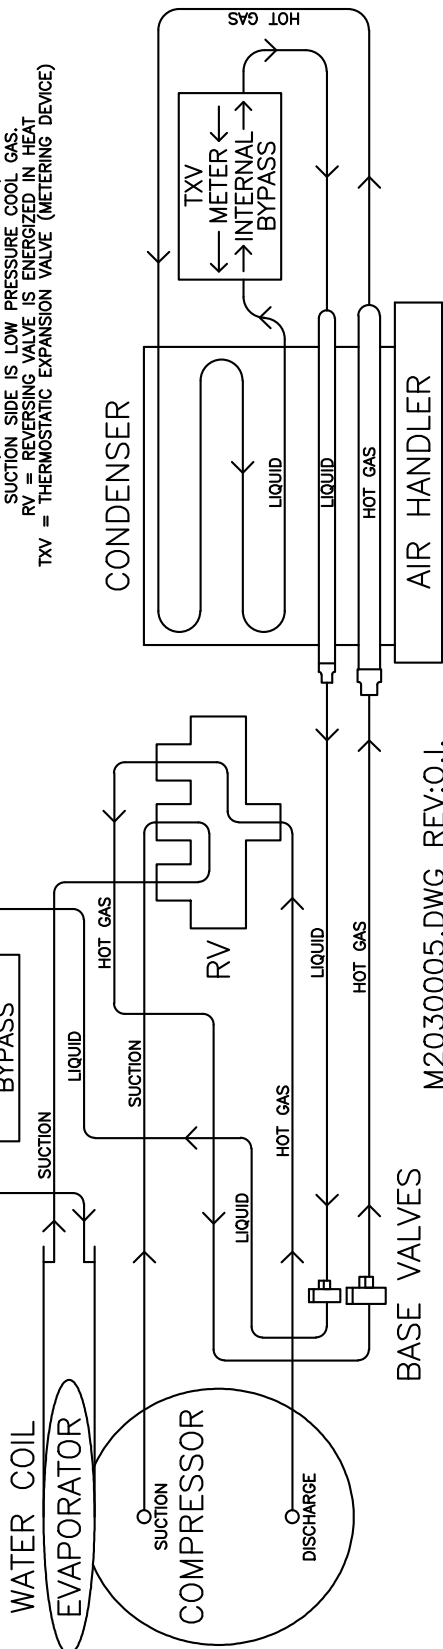 SUCTION SIDE IS LOW PRESSURE COOL GAS.
RV = REVERSING VALVE IS ENERGIZED IN HEAT
TXV = THERMOSTATIC EXPANSION VALVE (METERING DEVICE)
WATER COIL
EVAPORATOR
SUCTION
COMPRESSOR
DISCHARGE
SUCTION
BYPASS
LIQUID
HOT GAS
SUCTION
LIQUID
HOT GAS
RV
LIQUID
HOT GAS
BASE VALVES
M2030005.DWG REV:0.I.
CONDENSER
LIQUID
LIQUID
HOT GAS
AIR HANDLER
TXV
METER
INTERNAL
BYPASS
HOT GAS